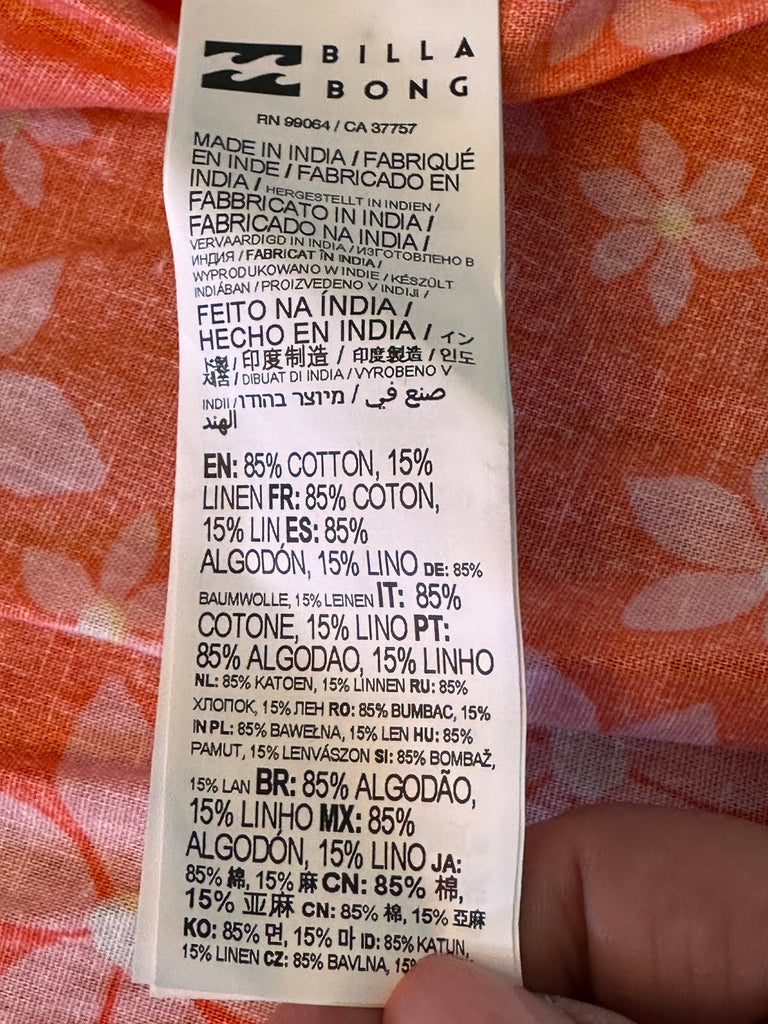 BILLA
BONG
RN 99064 / CA 37757
MADE IN INDIA / FABRIQUÉ
EN INDE / FABRICADO EN
INDIA / HERGESTELLT IN INDIEN /
FABBRICATO IN INDIA /
FABRICADO NA INDIA /
VERVAARDIGD IN INDIA / ИЗГОТОВЛЕНО В
ИНДИЯ / FABRICAT ÎN INDIA /
WYPRODUKOWANO W INDIE / KÉSZÜLT
INDIÁBAN / PROIZVEDENO V INDIJI /
FEITO NA ÍNDIA /
HECHO EN INDIA / イン
ド製 / 印度制造 / 印度製造 / 인도
제품 / DIBUAT DI INDIA / VYROBENO V
INDII / מיוצר בהודו / صنع في
الهند
EN: 85% COTTON, 15%
LINEN FR: 85% COTON,
15% LIN ES: 85%
ALGODÓN, 15% LINO DE: 85%
BAUMWOLLE, 15% LEINEN IT: 85%
COTONE, 15% LINO PT:
85% ALGODAO, 15% LINHO
NL: 85% KATOEN, 15% LINNEN RU: 85%
ХЛОПОК, 15% ЛЕН RO: 85% BUMBAC, 15%
IN PL: 85% BAWEŁNA, 15% LEN HU: 85%
PAMUT, 15% LENVÁSZON SI: 85% BOMBAŽ,
15% LAN BR: 85% ALGODÃO,
15% LINHO MX: 85%
ALGODÓN, 15% LINO JA:
85% 綿, 15% 麻 CN: 85% 棉,
15% 亚麻 CN: 85% 棉, 15% 亞麻
KO: 85% 면, 15% 마 ID: 85% KATUN,
15% LINEN CZ: 85% BAVLNA, 15%